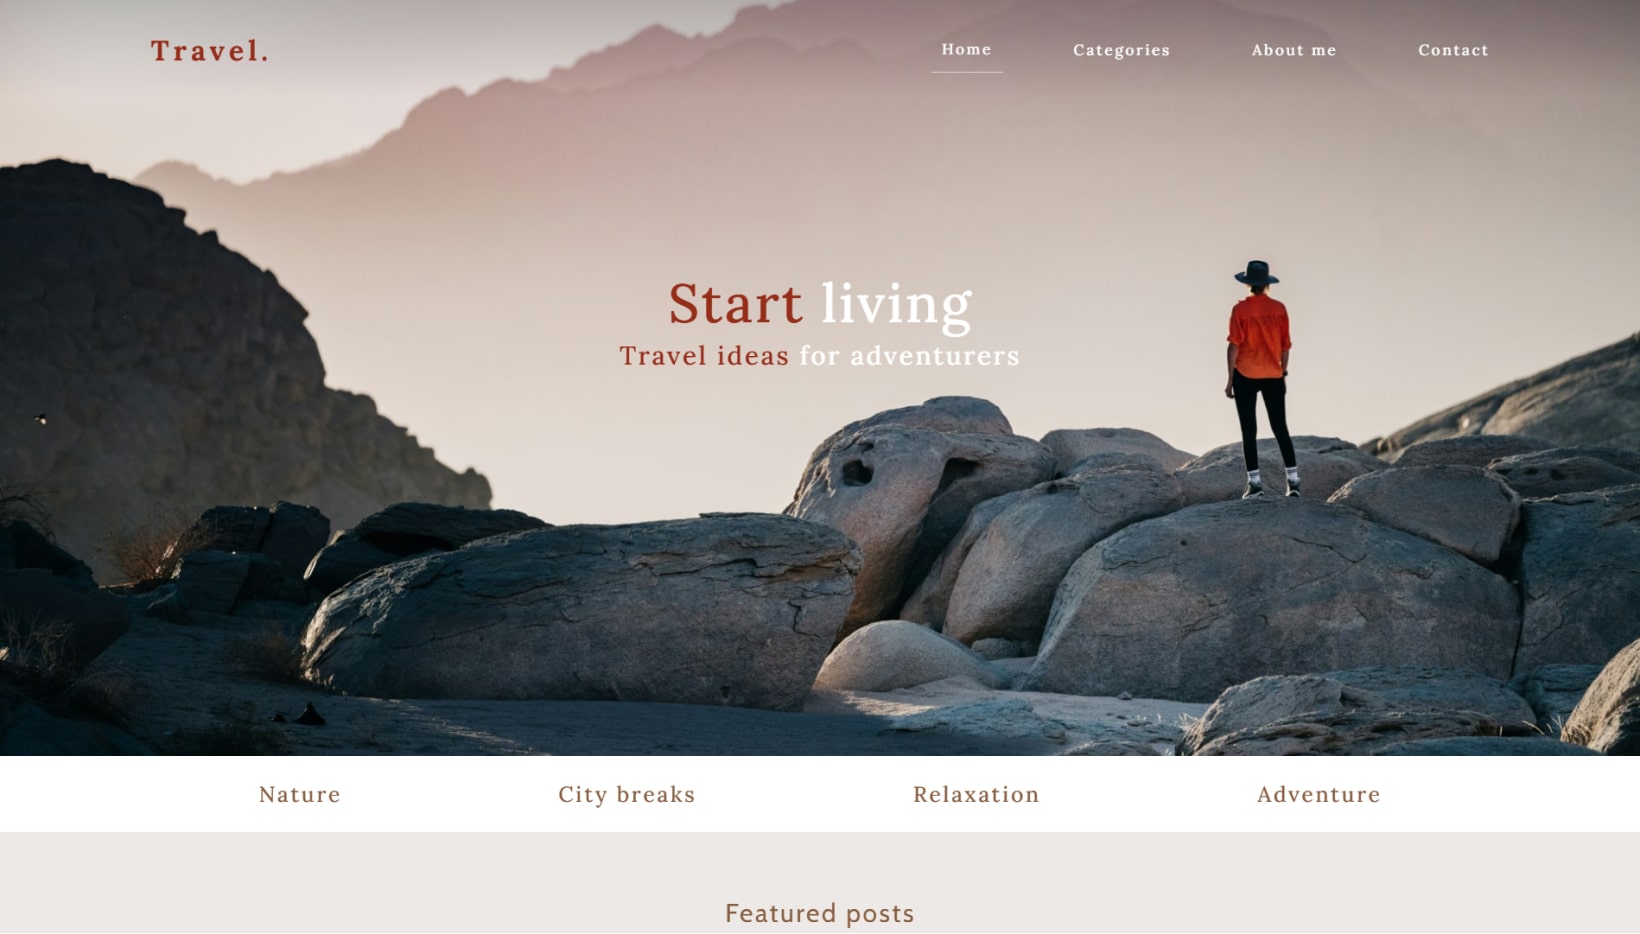 Travel.
Home Categories About me Contact
Start living
Travel ideas for adventurers
Nature City breaks Relaxation Adventure
Featured posts